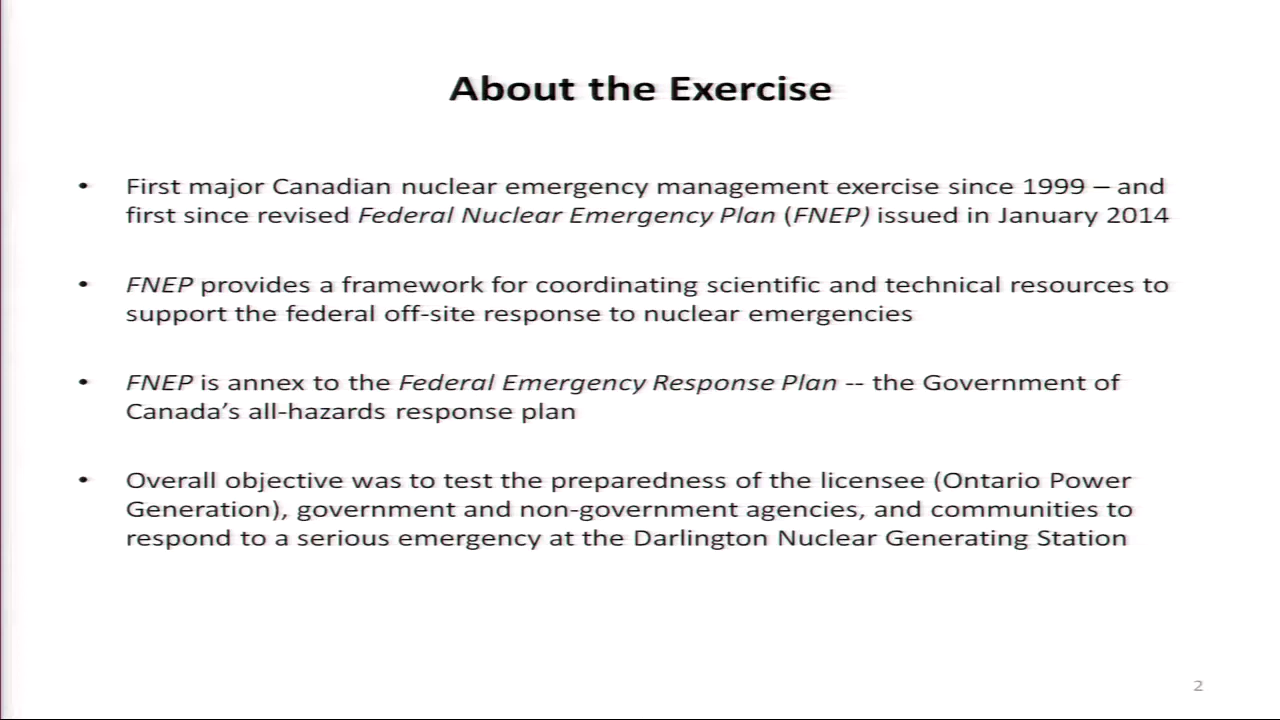 About the Exercise
• First major Canadian nuclear emergency management exercise since 1999 – and
first since revised Federal Nuclear Emergency Plan (FNEP) issued in January 2014
• FNEP provides a framework for coordinating scientific and technical resources to
support the federal off-site response to nuclear emergencies
• FNEP is annex to the Federal Emergency Response Plan -- the Government of
Canada’s all-hazards response plan
• Overall objective was to test the preparedness of the licensee (Ontario Power
Generation), government and non-government agencies, and communities to
respond to a serious emergency at the Darlington Nuclear Generating Station
2